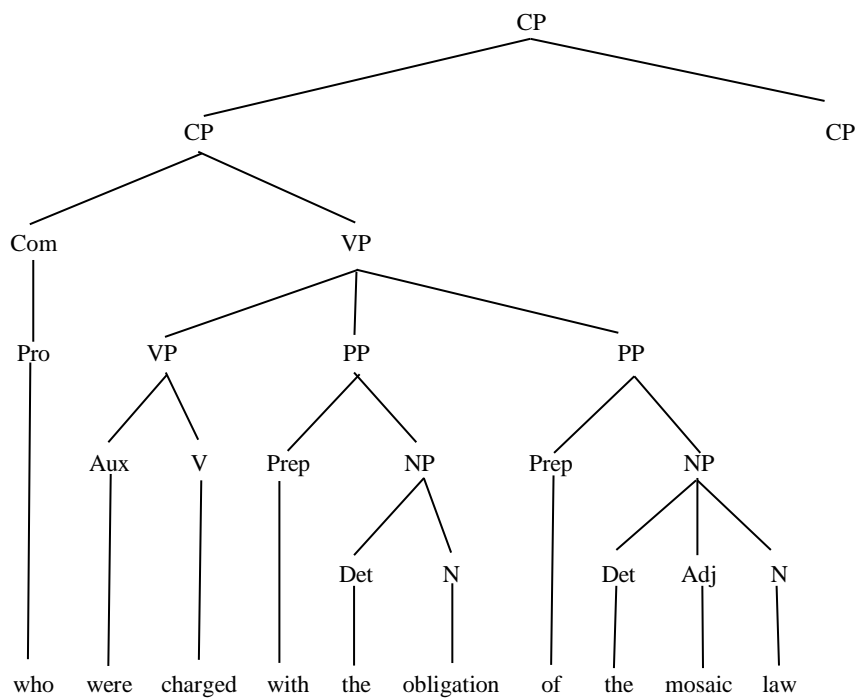 CP
CP CP
Com VP
Pro VP PP PP
Aux V Prep NP Prep NP
Det N Det Adj N
who were charged with the obligation of the mosaic law